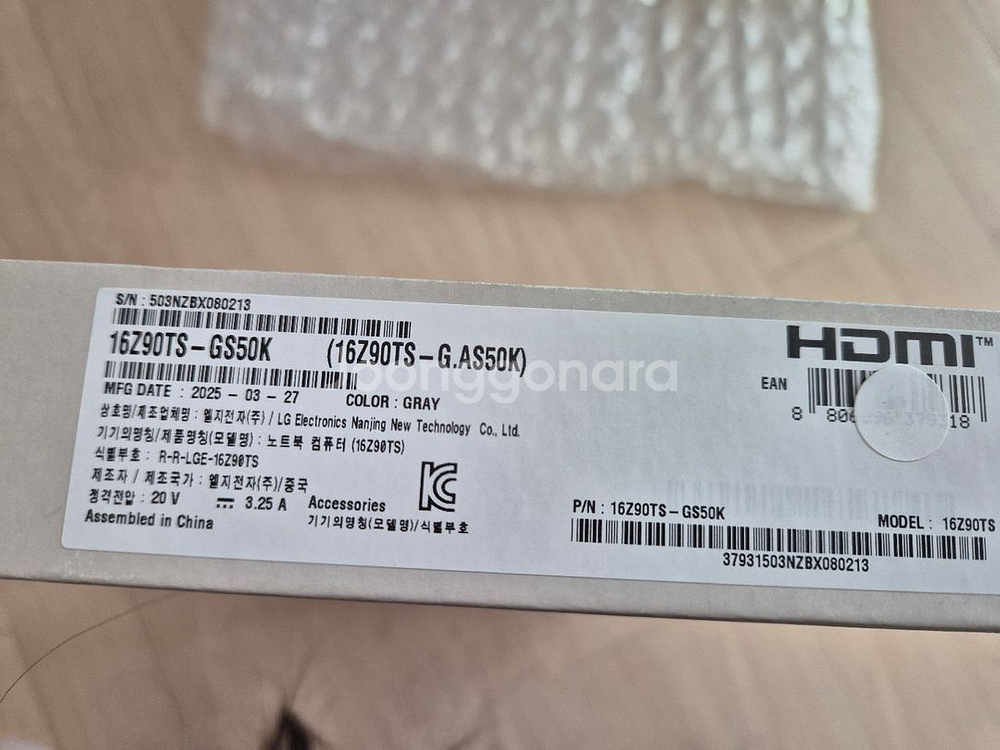 S/N : 503NZBX080213
16Z90TS-GS50K (16Z90TS-G.AS50K)
MFG DATE : 2025 - 03 - 27 COLOR : GRAY
상호명/제조업체명 : 엘지전자(주) / LG Electronics Nanjing New Technology Co., Ltd.
기기의명칭/제품명칭(모델명) : 노트북 컴퓨터 (16Z90TS)
식별부호 : R-R-LGE-16Z90TS
제조자 / 제조국가 : 엘지전자(주)/중국
정격전압 : 20 V ⎓ 3.25 A
Assembled in China
Accessories
기기의명칭(모델명)/식별부호
HDMI™
EAN
8 806096 379318
P/N : 16Z90TS-GS50K MODEL : 16Z90TS
37931503NZBX080213
joonggonara